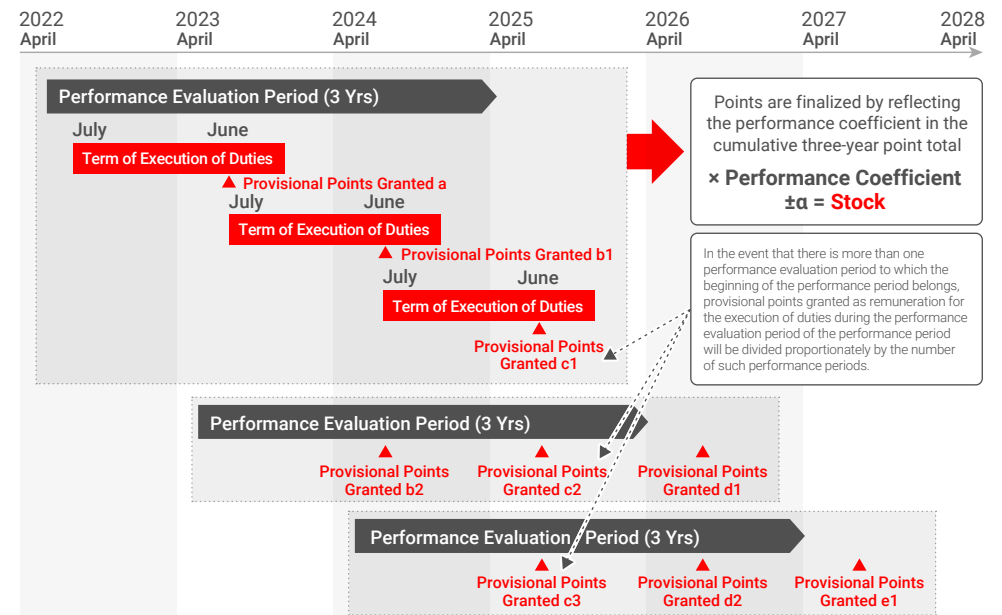 2022 April
2023 April
2024 April
2025 April
2026 April
2027 April
2028 April
Performance Evaluation Period (3 Yrs)
July
June
Term of Execution of Duties
Provisional Points Granted a
July
June
Term of Execution of Duties
Provisional Points Granted b1
July
June
Term of Execution of Duties
Provisional Points
Granted c1
Points are finalized by reflecting
the performance coefficient in the
cumulative three-year point total
× Performance Coefficient
±α = Stock
In the event that there is more than one
performance evaluation period to which the
beginning of the performance period belongs,
provisional points granted as remuneration for
the execution of duties during the performance
evaluation period of the performance period
will be divided proportionately by the number
of such performance periods.
Performance Evaluation Period (3 Yrs)
Provisional Points
Granted b2
Provisional Points
Granted c2
Provisional Points
Granted d1
Performance Evaluation Period (3 Yrs)
Provisional Points
Granted c3
Provisional Points
Granted d2
Provisional Points
Granted e1